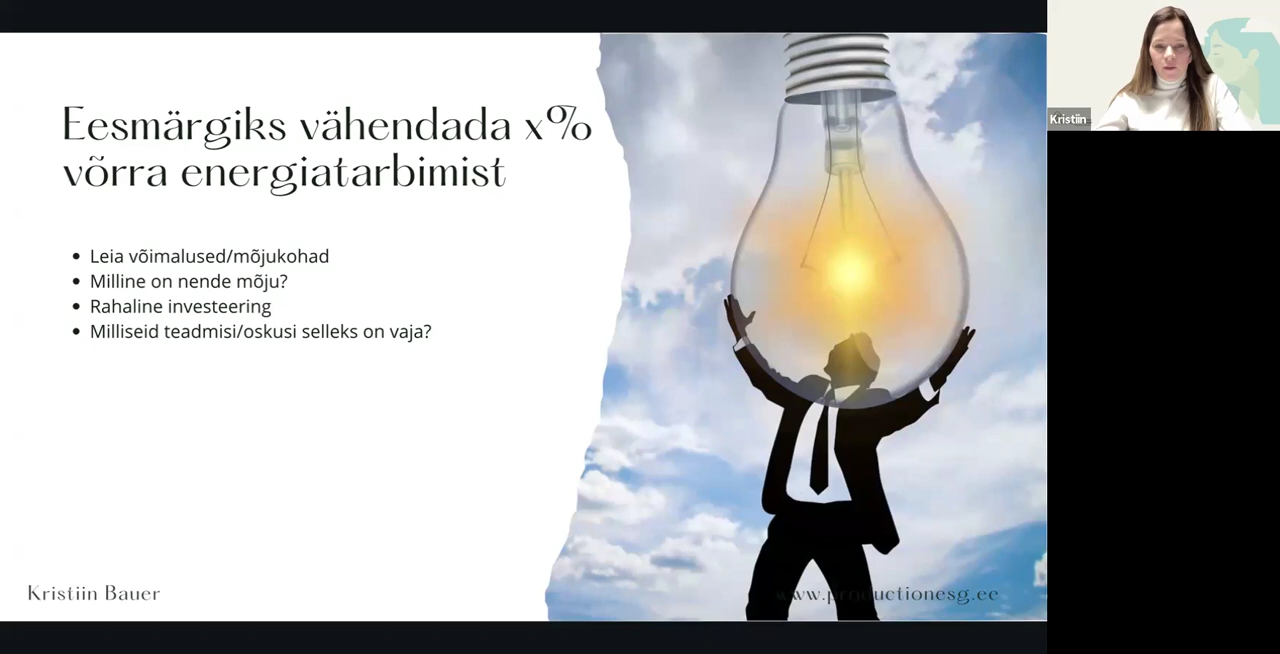 Eesmärgiks vähendada x%
võrra energiatarbimist
• Leia võimalused/mõjukohad
• Milline on nende mõju?
• Rahaline investeering
• Milliseid teadmisi/oskusi selleks on vaja?
Kristiin Bauer
www.productionesg.ee
Kristiin